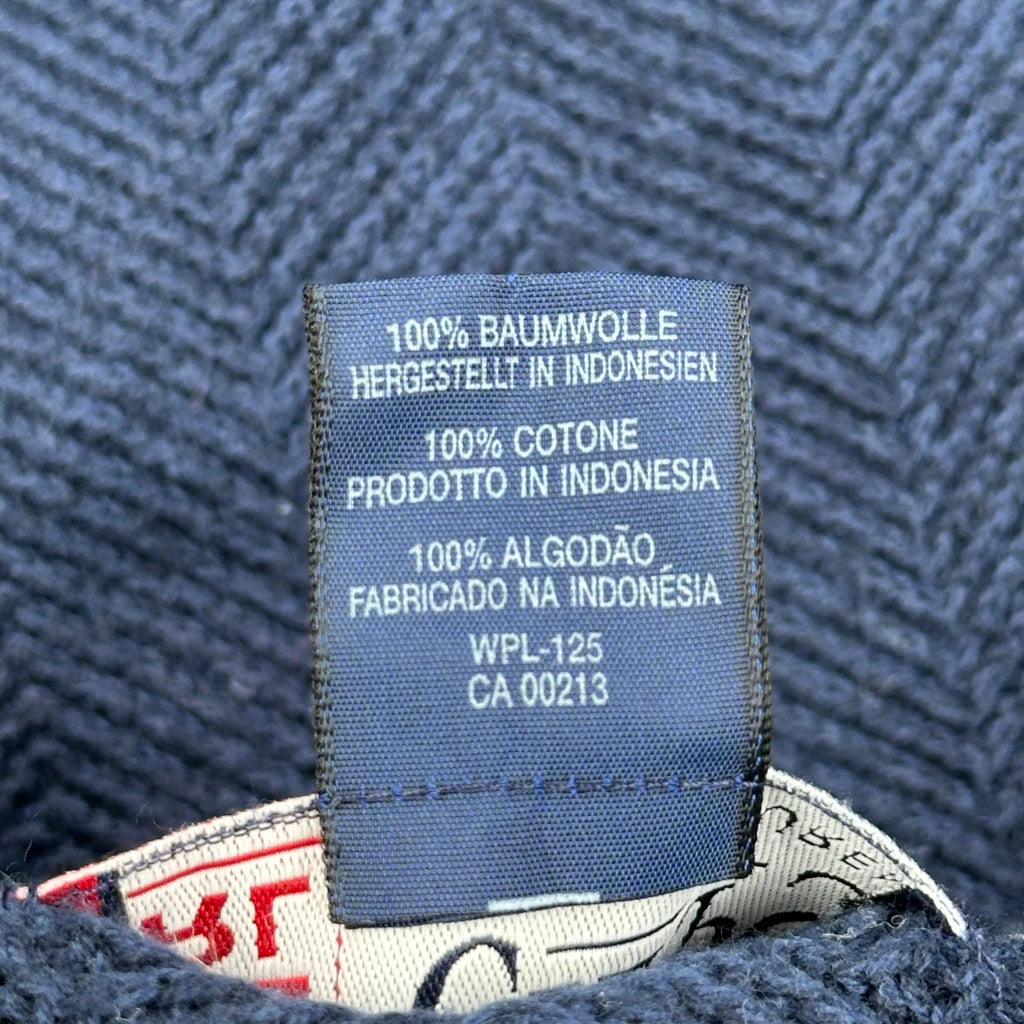 100% BAUMWOLLE
HERGESTELLT IN INDONESIEN
100% COTONE
PRODOTTO IN INDONESIA
100% ALGODÃO
FABRICADO NA INDONÉSIA
WPL-125
CA 00213